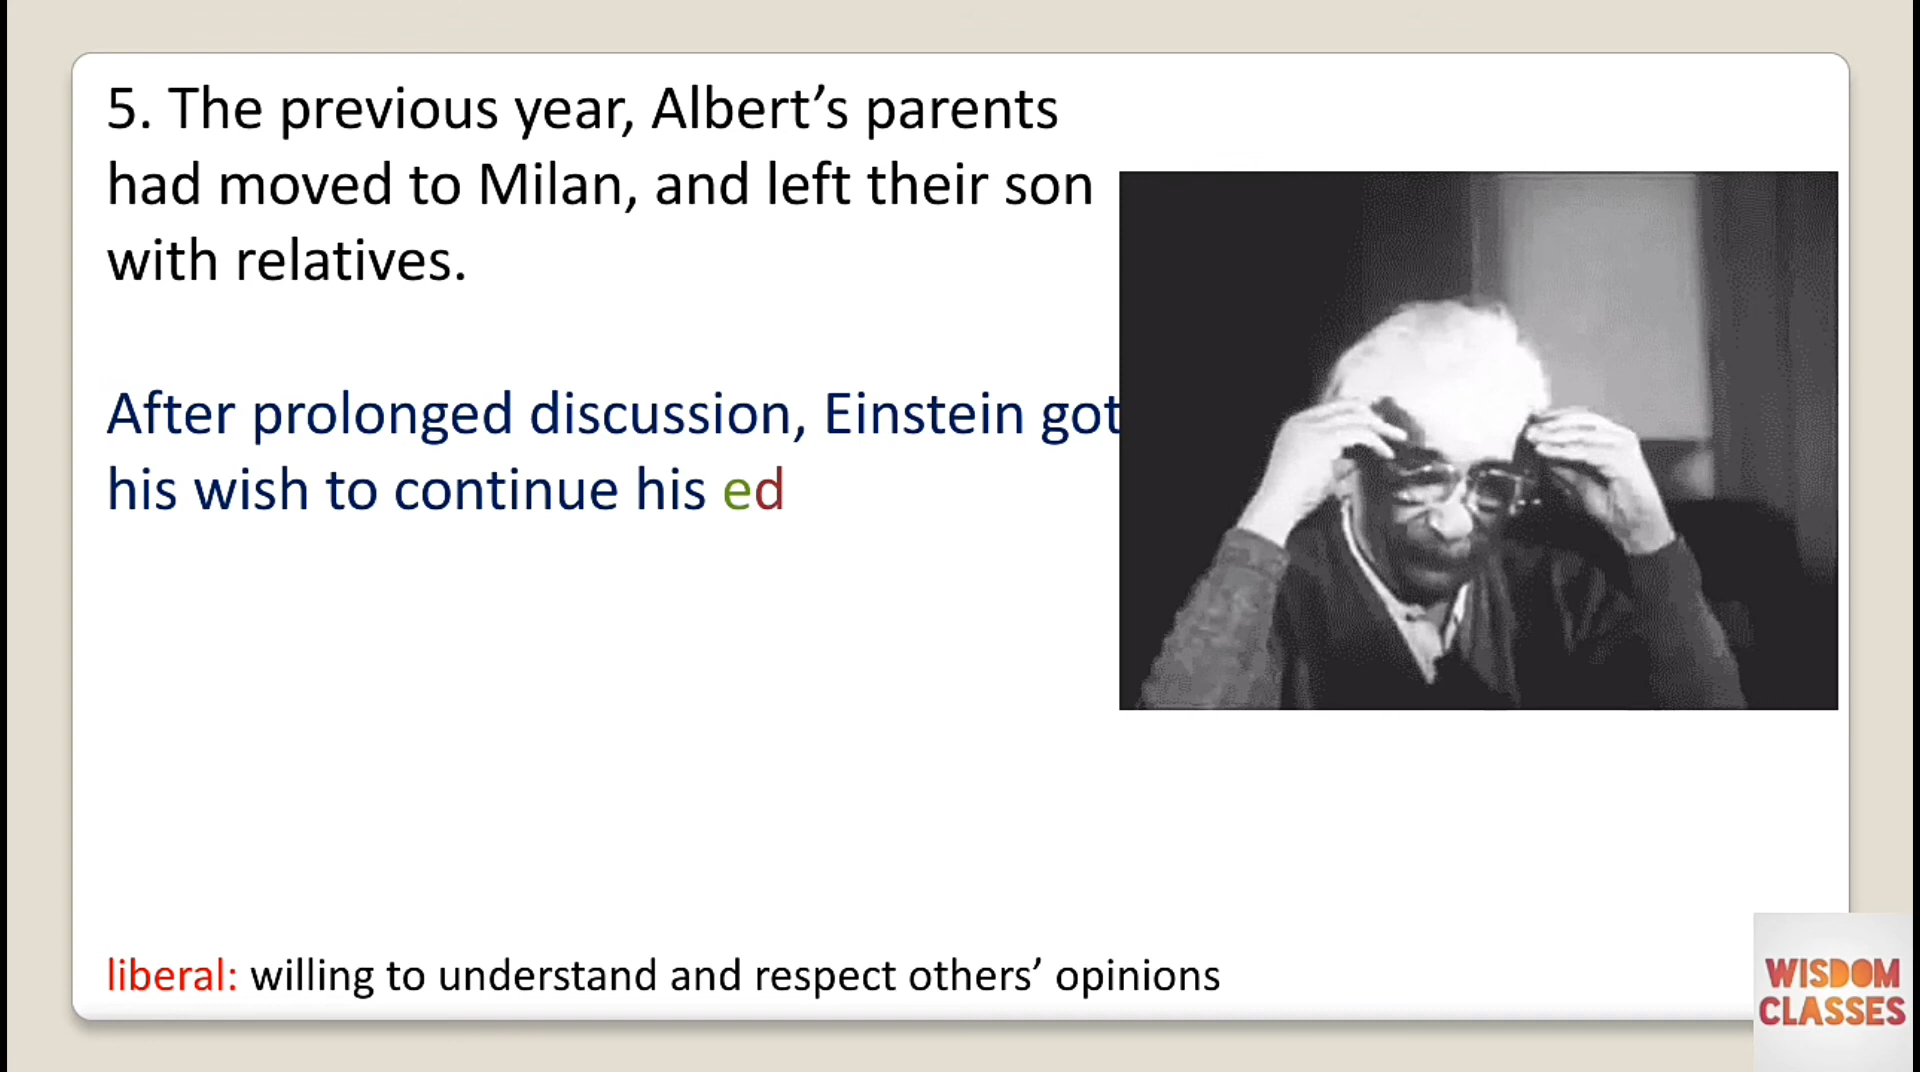 5. The previous year, Albert’s parents
had moved to Milan, and left their son
with relatives.
After prolonged discussion, Einstein got
his wish to continue his ed
liberal: willing to understand and respect others’ opinions
WISDOM
CLASSES